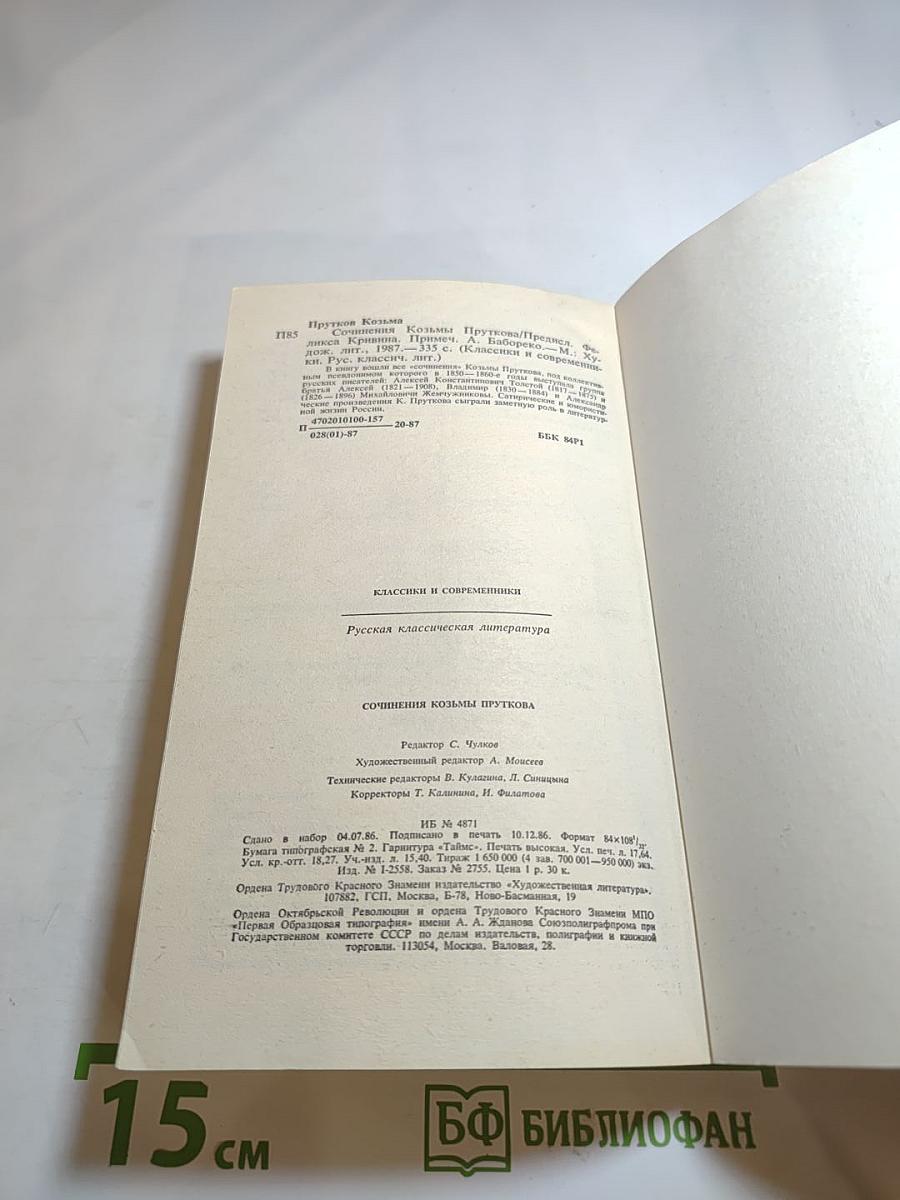 Прутков Козьма
П85 Сочинения Козьмы Пруткова/Предисл. Фе-
ликса Кривина. Примеч. А. Бабореко.— М.: Ху-
дож. лит., 1987.— 335 с. (Классики и современни-
ки. Рус. классич. лит.)
В книгу вошли все «сочинения» Козьмы Пруткова, под коллектив-
ным псевдонимом которого в 1850—1860-е годы выступила группа
русских писателей: Алексей Константинович Толстой (1817—1875) и
братья Алексей (1821—1908), Владимир (1830—1884) и Александр
(1826—1896) Михайловичи Жемчужниковы. Сатирические и юмористи-
ческие произведения К. Пруткова сыграли заметную роль в литератур-
ной жизни России.
4702010100-157
П 20-87
028(01)-87
ББК 84Р1
КЛАССИКИ И СОВРЕМЕННИКИ
Русская классическая литература
СОЧИНЕНИЯ КОЗЬМЫ ПРУТКОВА
Редактор С. Чулков
Художественный редактор А. Моисеев
Технические редакторы В. Кулагина, Л. Синицына
Корректоры Т. Калинина, И. Филатова
ИБ № 4871
Сдано в набор 04.07.86. Подписано в печать 10.12.86. Формат 84×108¹/₃₂.
Бумага типографская № 2. Гарнитура «Таймс». Печать высокая. Усл. печ. л. 17,64.
Усл. кр.-отт. 18,27. Уч.-изд. л. 15,40. Тираж 1 650 000 (4 зав. 700 001—950 000) экз.
Изд. № I-2558. Заказ № 2755. Цена 1 р. 30 к.
Ордена Трудового Красного Знамени издательство «Художественная литература».
107882, ГСП, Москва, Б-78, Ново-Басманная, 19
Ордена Октябрьской Революции и ордена Трудового Красного Знамени МПО
«Первая Образцовая типография» имени А. А. Жданова Союзполиграфпрома при
Государственном комитете СССР по делам издательств, полиграфии и книжной
торговли. 113054, Москва. Валовая, 28.
15 см
БФ БИБЛИОФАН